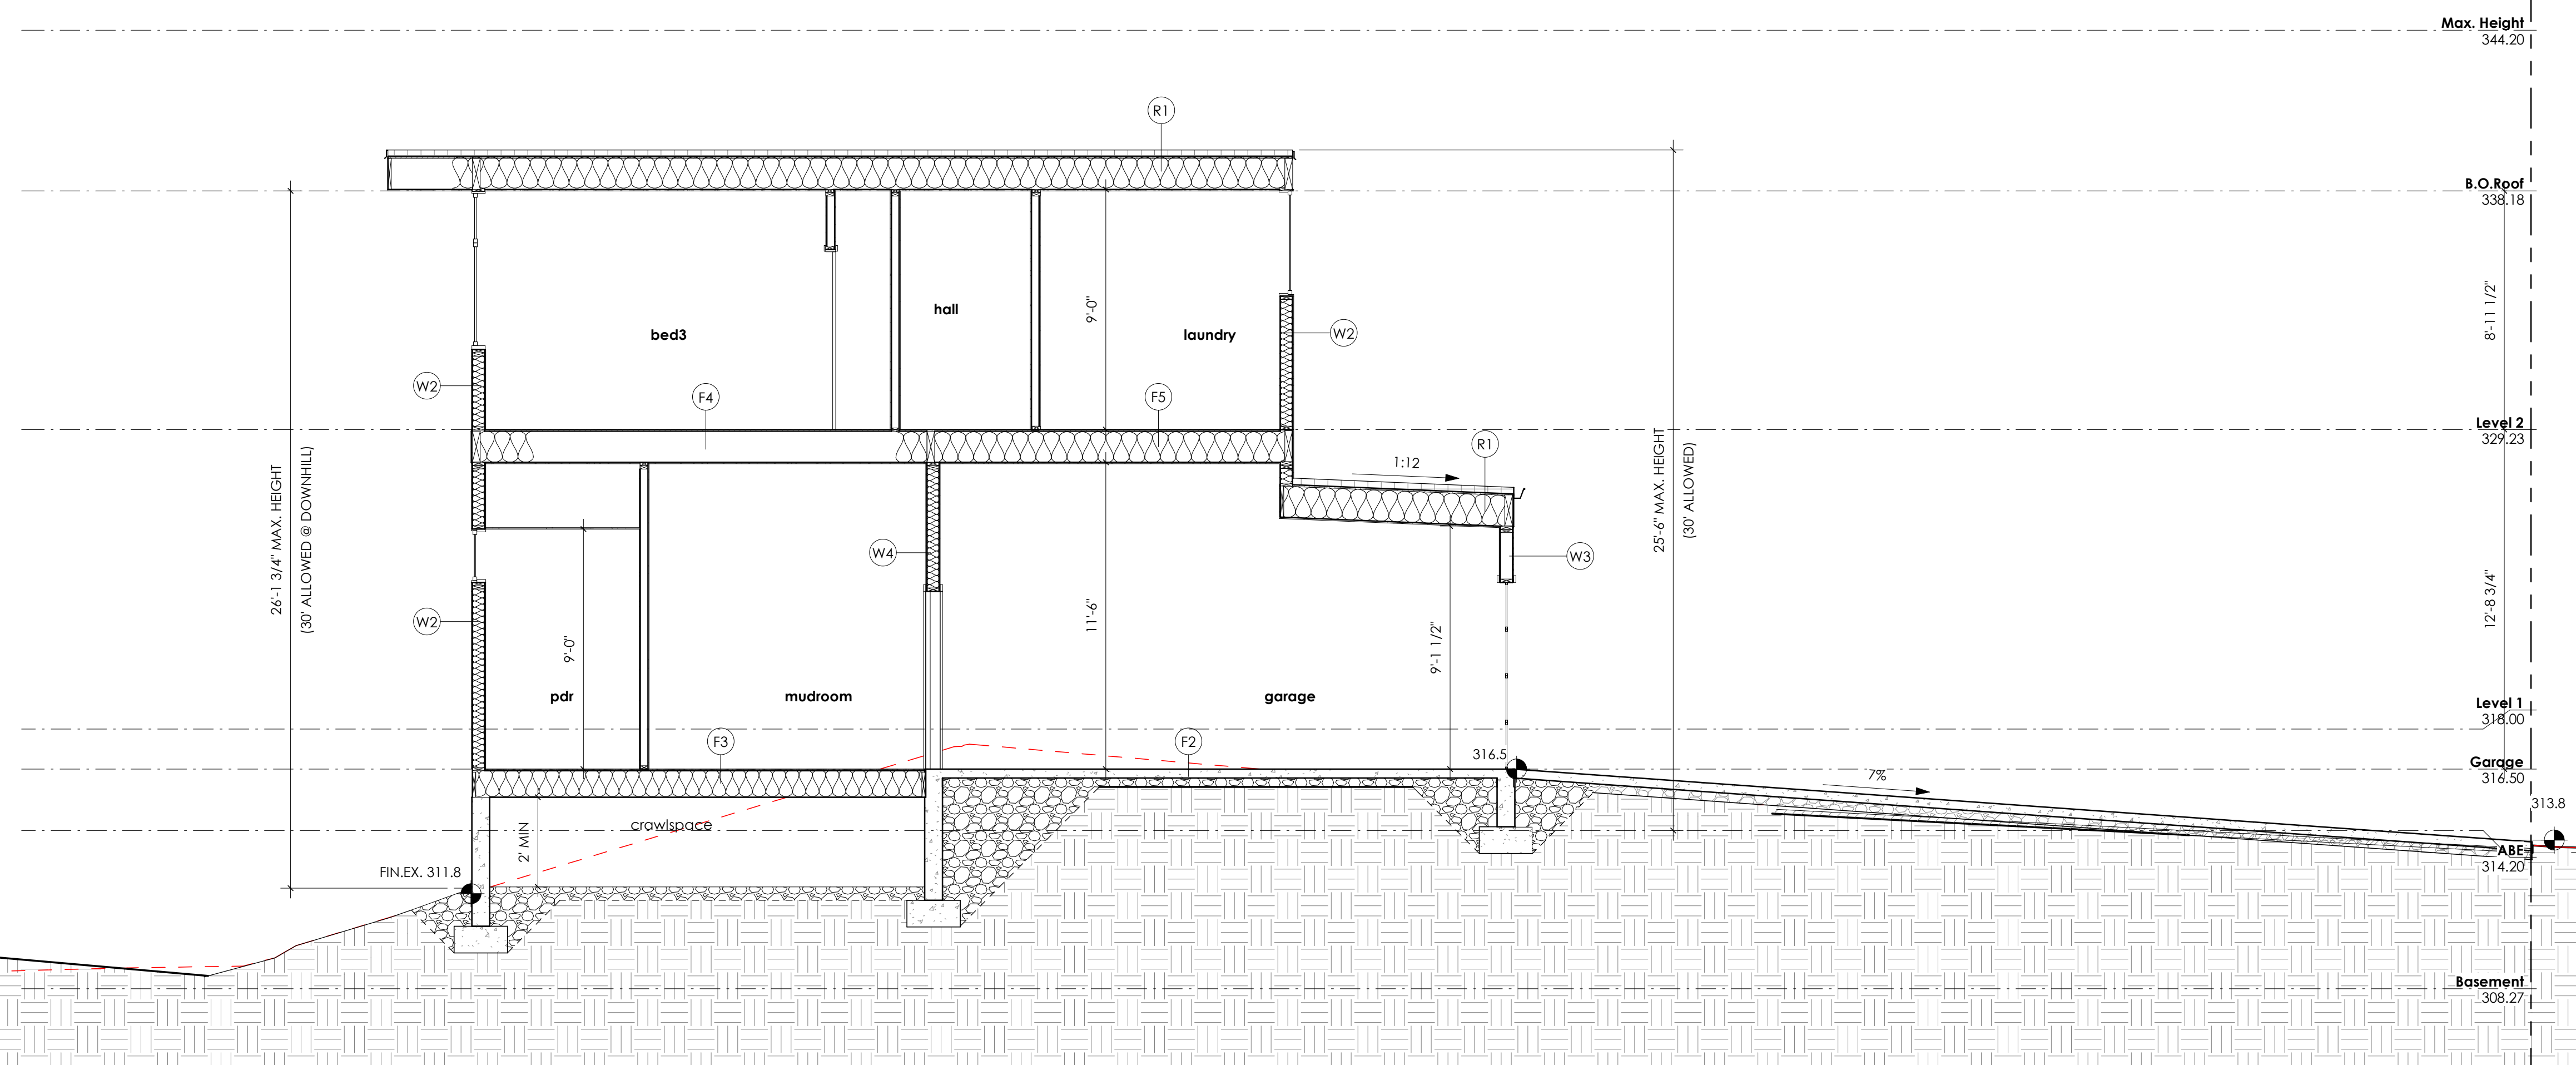 Max. Height
344.20
R1
B.O.Roof
338.18
9'-0"
8'-11 1/2"
hall
bed3
laundry
W2
W2
F4
F5
Level 2
329.23
R1
1:12
26'-1 3/4" MAX. HEIGHT
(30' ALLOWED @ DOWNHILL)
25'-6" MAX. HEIGHT
(30' ALLOWED)
W4
W3
W2
9'-0"
11'-6"
9'-1 1/2"
12'-8 3/4"
pdr
mudroom
garage
Level 1
318.00
F3
F2
316.5
Garage
316.50
7%
313.8
crawlspace
2' MIN
ABE
314.20
FIN.EX. 311.8
Basement
308.27